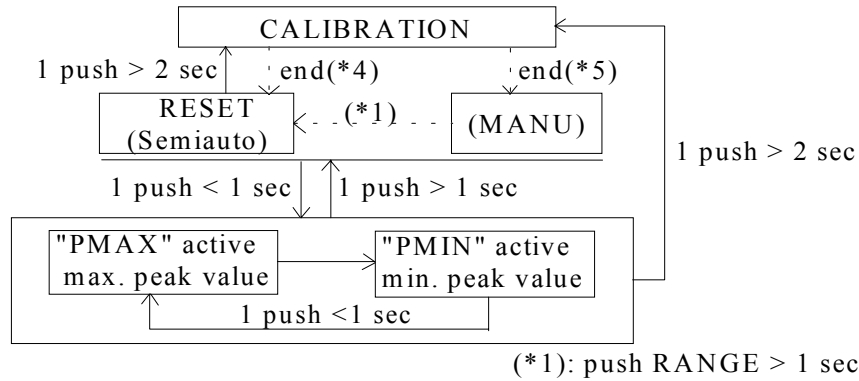 CALIBRATION
1 push > 2 sec
end(*4)
end(*5)
RESET
(Semiauto)
(*1)
(MANU)
1 push > 2 sec
1 push < 1 sec
1 push > 1 sec
"PMAX" active
max. peak value
"PMIN" active
min. peak value
1 push <1 sec
(*1): push RANGE > 1 sec